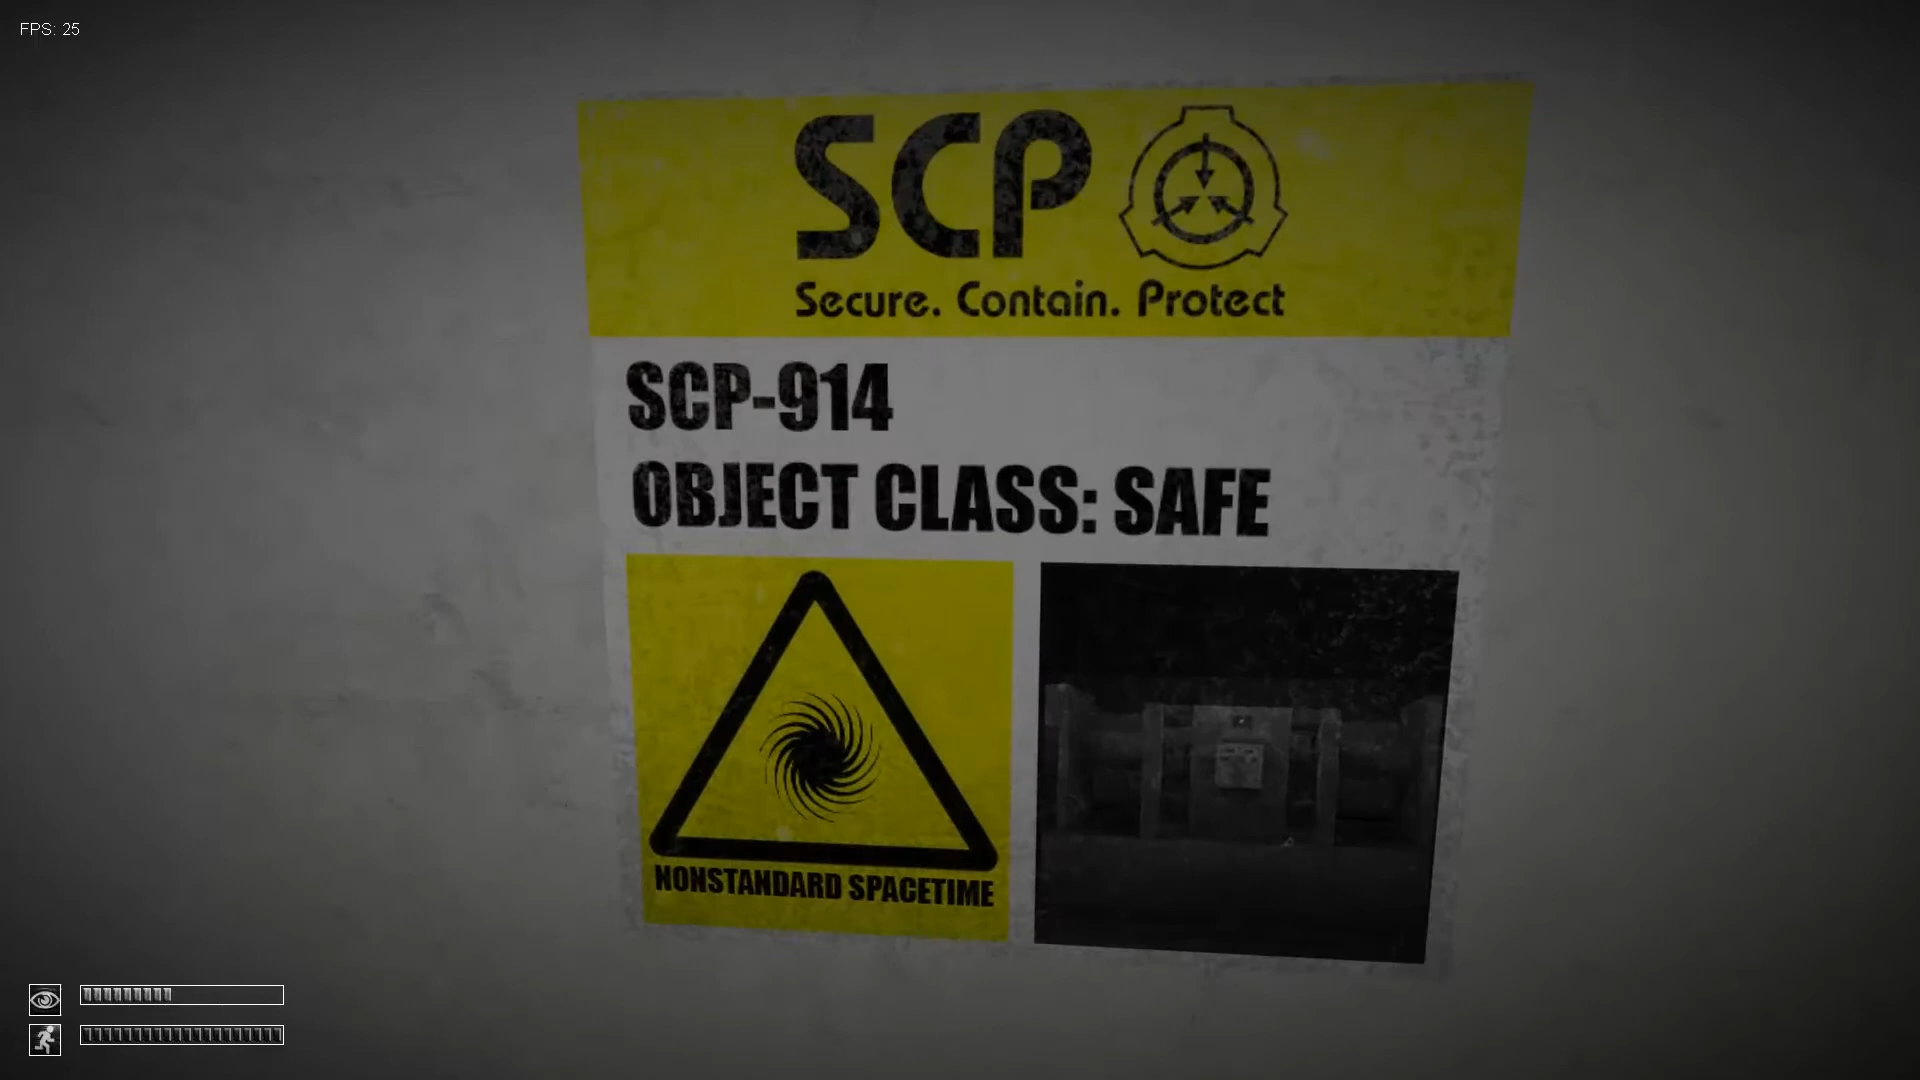 FPS: 25
SCP
Secure. Contain. Protect
SCP-914
OBJECT CLASS: SAFE
NONSTANDARD SPACETIME